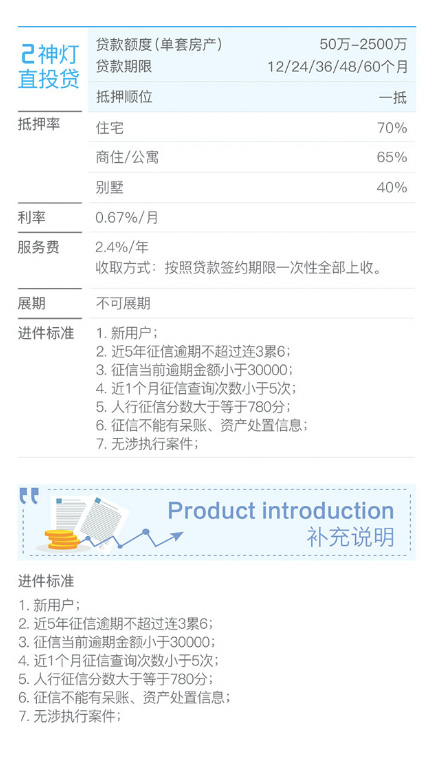 2神灯
直投贷
贷款额度(单套房产) 50万-2500万
贷款期限 12/24/36/48/60个月
抵押顺位 一抵
抵押率 住宅 70%
商住/公寓 65%
别墅 40%
利率 0.67%/月
服务费 2.4%/年
收取方式：按照贷款签约期限一次性全部上收。
展期 不可展期
进件标准 1. 新用户；
2. 近5年征信逾期不超过连3累6；
3. 征信当前逾期金额小于30000；
4. 近1个月征信查询次数小于5次；
5. 人行征信分数大于等于780分；
6. 征信不能有呆账、资产处置信息；
7. 无涉执行案件；
Product introduction
补充说明
进件标准
1. 新用户；
2. 近5年征信逾期不超过连3累6；
3. 征信当前逾期金额小于30000；
4. 近1个月征信查询次数小于5次；
5. 人行征信分数大于等于780分；
6. 征信不能有呆账、资产处置信息；
7. 无涉执行案件；